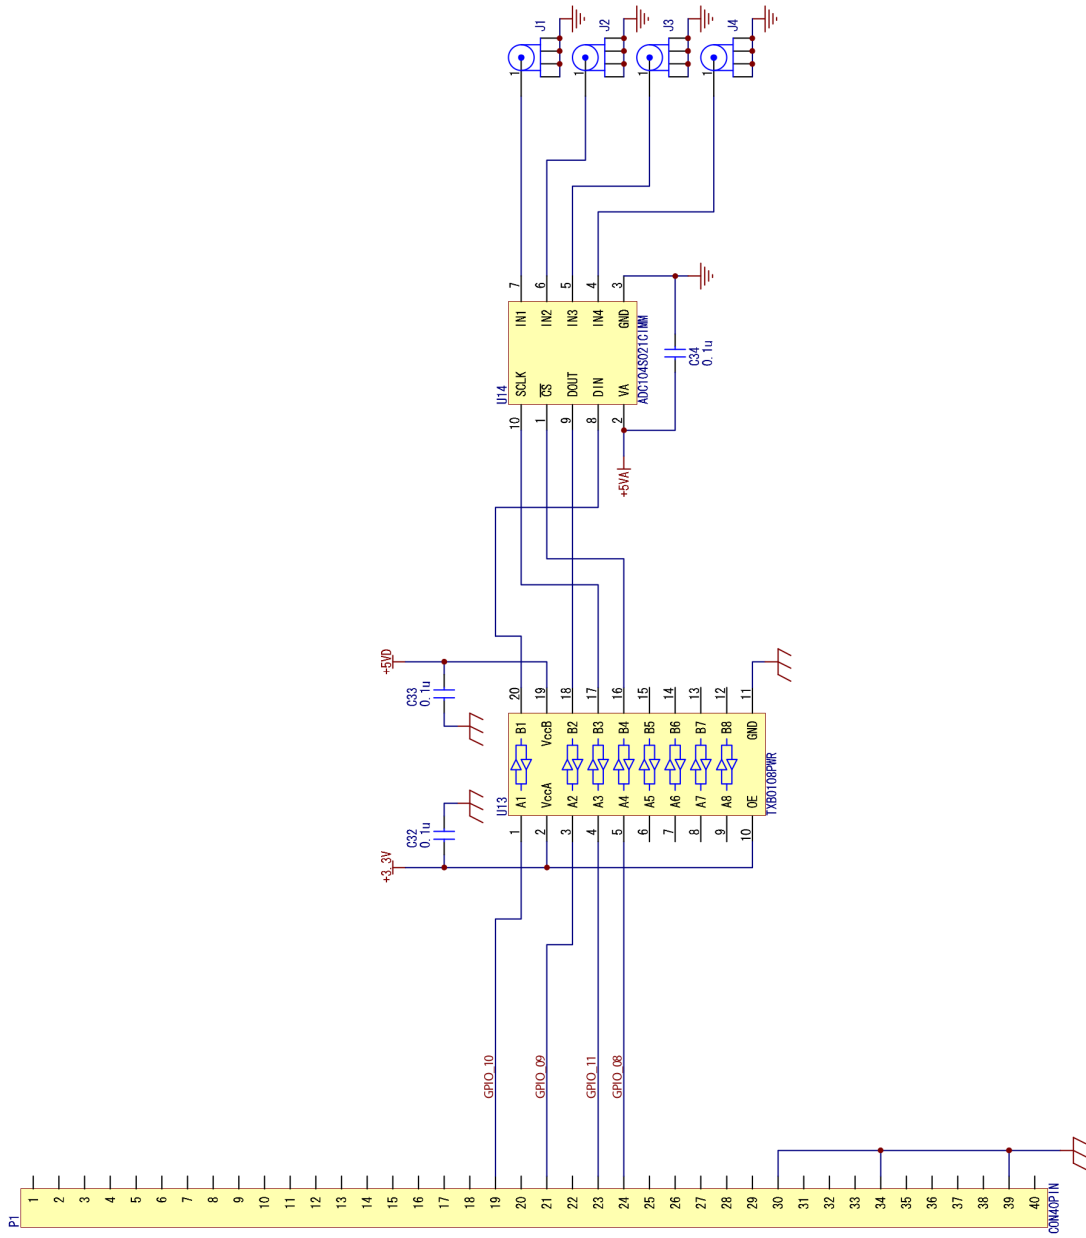 J1
J2
J3
J4
1
1
1
1
7
6
5
4
3
IN1
IN2
IN3
IN4
GND
SCLK
CS
DOUT
DIN
VA
U14
ADC104S021CIMM
10
1
9
8
2
C34
0.1u
+5VA
+5VD
C33
0.1u
20
19
18
17
16
15
14
13
12
11
B1
VccB
B2
B3
B4
B5
B6
B7
B8
GND
A1
VccA
A2
A3
A4
A5
A6
A7
A8
OE
U13
TXB0108PWR
1
2
3
4
5
6
7
8
9
10
C32
0.1u
+3.3V
GPIO_10
GPIO_09
GPIO_11
GPIO_08
P1
1
2
3
4
5
6
7
8
9
10
11
12
13
14
15
16
17
18
19
20
21
22
23
24
25
26
27
28
29
30
31
32
33
34
35
36
37
38
39
40
CON40PIN